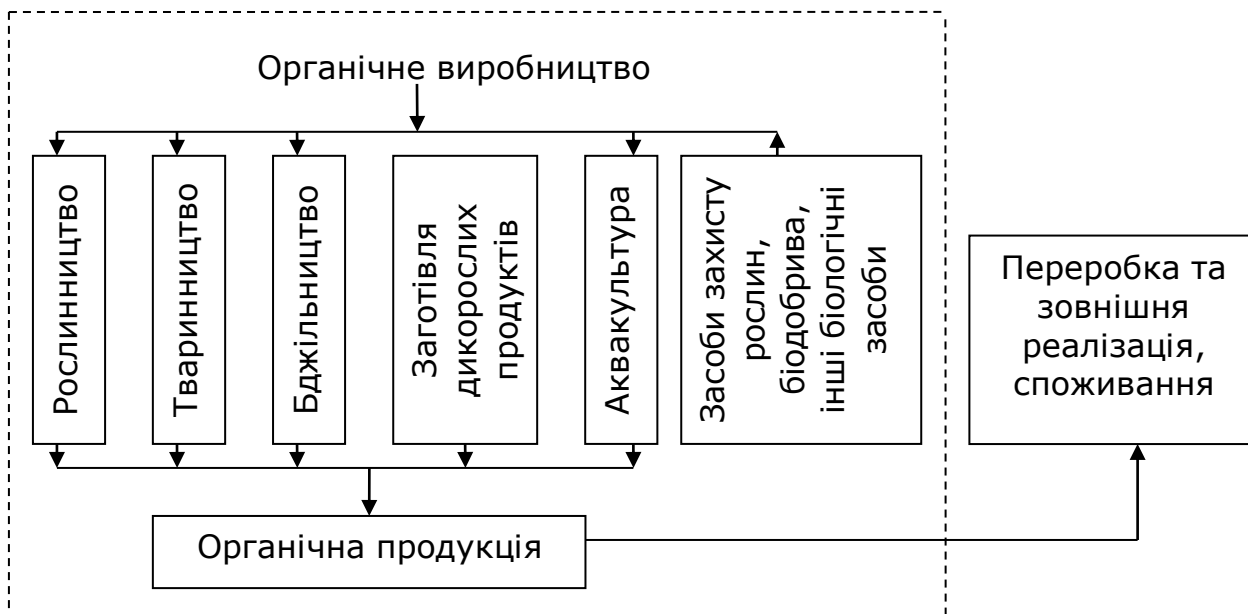 Органічне виробництво
Рослинництво
Тваринництво
Бджільництво
Заготівля
дикорослих
продуктів
Аквакультура
Засоби захисту
рослин,
біодобрива,
інші біологічні
засоби
Переробка та
зовнішня
реалізація,
споживання
Органічна продукція